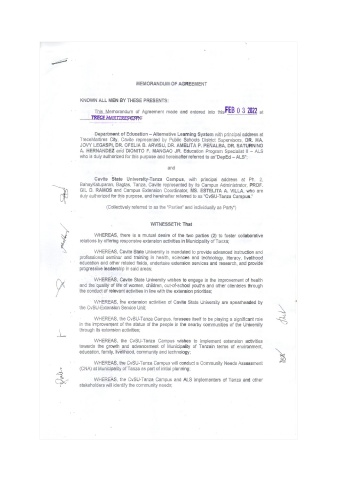 MEMORANDUM OF AGREEMENT
KNOWN ALL MEN BY THESE PRESENTS:
This Memorandum of Agreement made and entered into this FEB 03 2022 at
TRECE MARTIRES CITY
Department of Education – Alternative Learning System with principal address at
Trece Martires City, Cavite represented by Public Schools District Supervisors, DR. MA.
JOVY LEGASPI, DR. OFELIA B. ARVISU, DR. AMELITA P. PEÑALBA, DR. SATURNINO
A. HERNANDEZ and DIONITO F. MANGAO JR. Education Program Specialist II – ALS
who is duly authorized for this purpose and hereinafter referred to as "DepEd – ALS";
and
Cavite State University-Tanza Campus, with principal address at Ph. 2,
Bagtas, Tanza, Cavite represented by its Campus Administrator, PROF.
GIL D. RAMOS and Campus Extension Coordinator, MS. ESTELITA A. VILLA, who are
duly authorized for this purpose, and hereinafter referred to as "CvSU-Tanza Campus."
(Collectively referred to as the "Parties" and individually as Party")
WITNESSETH: That
WHEREAS, there is a mutual desire of the two parties (2) to foster collaborative
relations by offering responsive extension activities in Municipality of Tanza;
WHEREAS, Cavite State University is mandated to provide advanced instruction and
professional seminar and training in health, sciences and technology, literacy, livelihood
education and other related fields, undertake extension services and research, and provide
progressive leadership in said areas;
WHEREAS, Cavite State University wishes to engage in the improvement of health
and the quality of life of women, children, out-of-school youths and other clienteles through
the conduct of relevant activities in line with the extension priorities;
WHEREAS, the extension activities of Cavite State University are spearheaded by
the CvSU Extension Service Unit;
WHEREAS, the CvSU-Tanza Campus, foresees itself to be playing a significant role
in the improvement of the status of the people in the nearby communities of the University
through its extension activities;
WHEREAS, the CvSU-Tanza Campus wishes to implement extension activities
towards the growth and advancement of Municipality of Tanza in terms of environment,
education, family, livelihood, community and technology;
WHEREAS, the CvSU-Tanza Campus will conduct a Community Needs Assessment
(CNA) at Municipality of Tanza as part of initial planning;
WHEREAS, the CvSU-Tanza Campus and ALS Implementers of Tanza and other
stakeholders will identify the community needs;